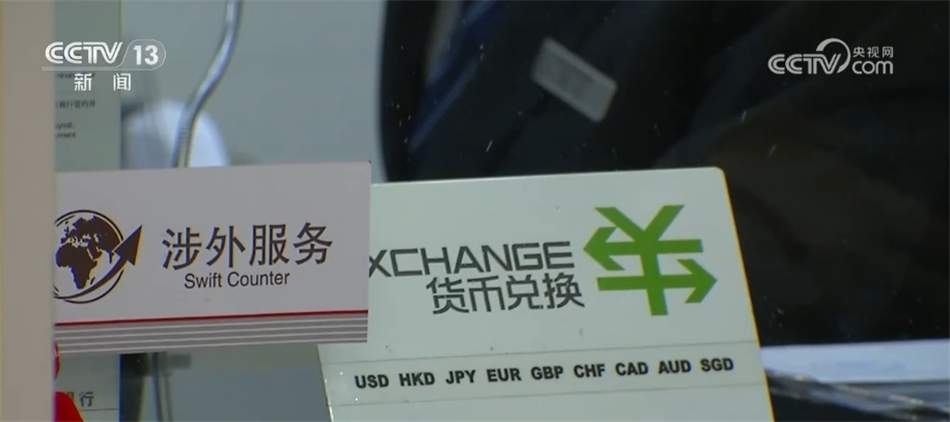 CCTV 13
新闻
央视网
CCTV.com
涉外服务
Swift Counter
XCHANGE
货币兑换
USD HKD JPY EUR GBP CHF CAD AUD SGD
行